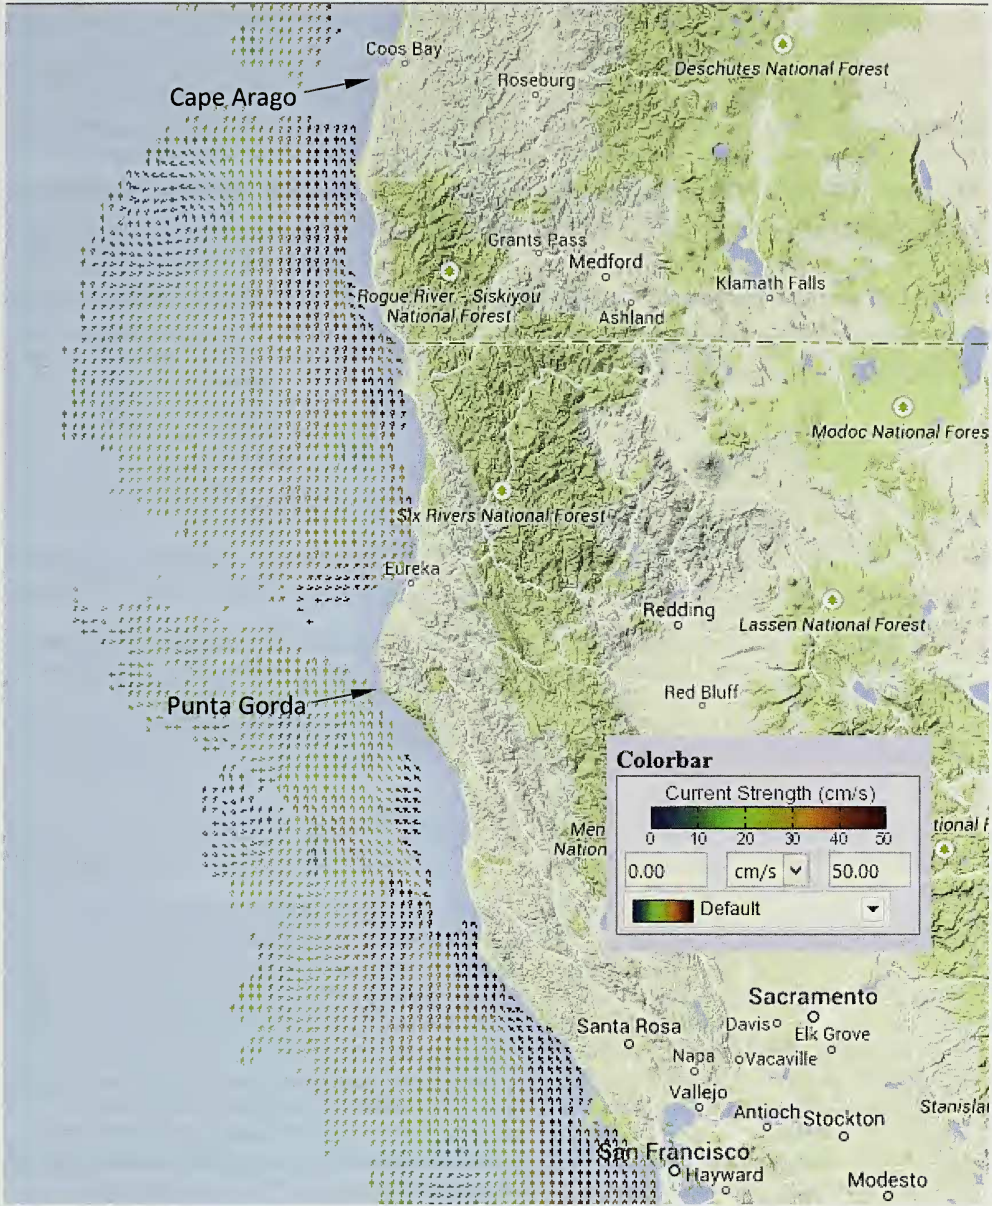 Coos Bay
Cape Arago
Roseburg
Deschutes National Forest
Grants Pass
Medford
Klamath Falls
Rogue River - Siskiyou
National Forest
Ashland
Modoc National Fores
Six Rivers National Forest
Eureka
Redding
Lassen National Forest
Punta Gorda
Red Bluff
Colorbar
Current Strength (cm/s)
0 10 20 30 40 50
0.00 cm/s 50.00
Default
Men
Nation
tional F
Sacramento
Santa Rosa
Davis
Elk Grove
Napa
Vacaville
Vallejo
Antioch
Stockton
Stanislau
San Francisco
Hayward
Modesto